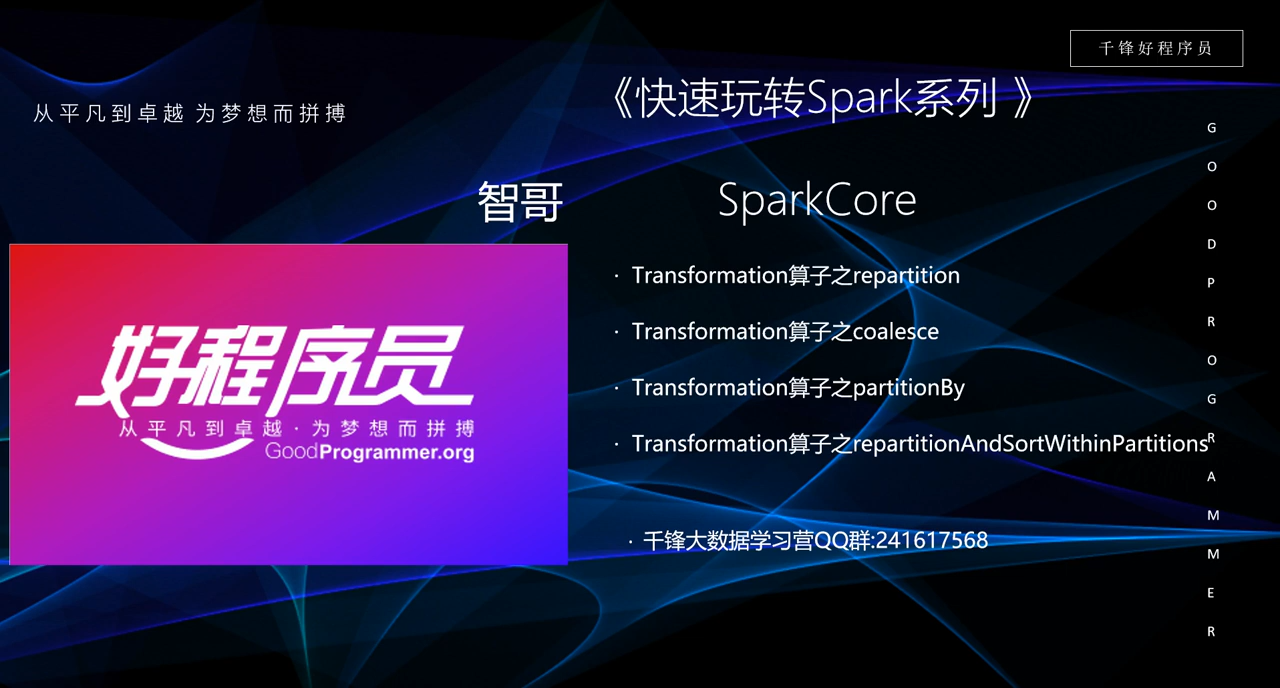 千锋好程序员
从平凡到卓越 为梦想而拼搏
《快速玩转Spark系列 》
智哥
SparkCore
好程序员
从平凡到卓越·为梦想而拼搏
GoodProgrammer.org
· Transformation算子之repartition
· Transformation算子之coalesce
· Transformation算子之partitionBy
· Transformation算子之repartitionAndSortWithinPartitions
· 千锋大数据学习营QQ群:241617568
GOODPROGRAMMER